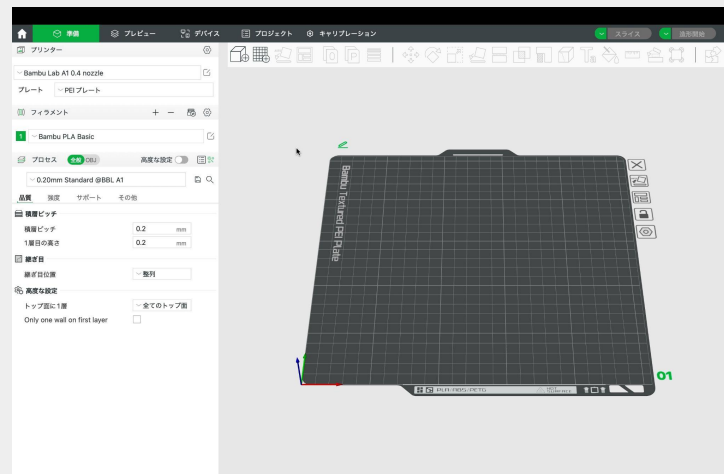 準備 プレビュー デバイス プロジェクト キャリブレーション スライス 造形開始
プリンター
Bambu Lab A1 0.4 nozzle
プレート PEIプレート
フィラメント
1 Bambu PLA Basic
プロセス 全般 OBJ 高度な設定
0.20mm Standard @BBL A1
品質 強度 サポート その他
積層ピッチ
積層ピッチ 0.2 mm
1層目の高さ 0.2 mm
継ぎ目
継ぎ目位置 整列
高度な設定
トップ面に1層 全てのトップ面
Only one wall on first layer
Bambu Textured PEI Plate
01
PLA/ABS/PETG